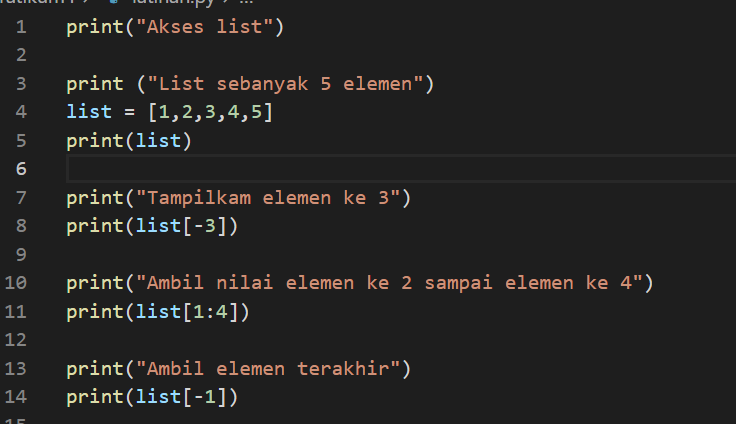 latihan.py > ...
1 print("Akses list")
2
3 print ("List sebanyak 5 elemen")
4 list = [1,2,3,4,5]
5 print(list)
6
7 print("Tampilkam elemen ke 3")
8 print(list[-3])
9
10 print("Ambil nilai elemen ke 2 sampai elemen ke 4")
11 print(list[1:4])
12
13 print("Ambil elemen terakhir")
14 print(list[-1])
15